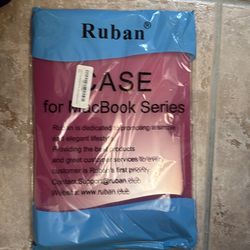 Ruban®
CASE
for MacBook Series
Ruban is dedicated to promoting a simple
elegant lifestyle
Providing the best products
and great customer services to every
customer is Ruban's first priority.
Contact:Support@ruban.club
Website: www.ruban.club